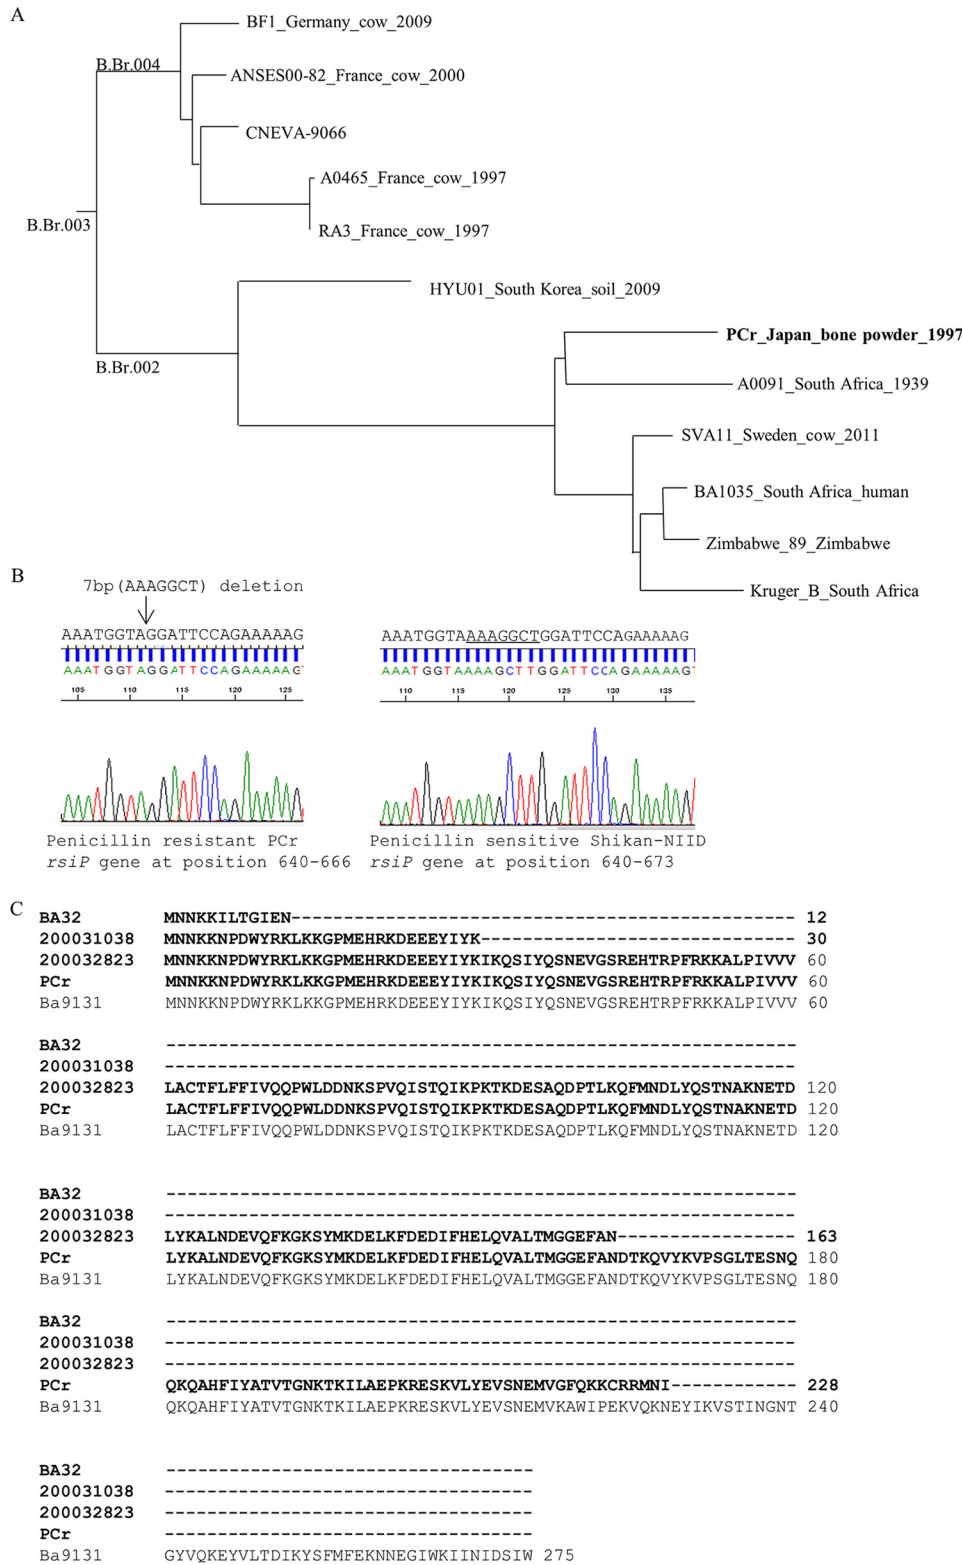 A
BF1_Germany_cow_2009
B.Br.004
ANSES00-82_France_cow_2000
CNEVA-9066
A0465_France_cow_1997
B.Br.003
RA3_France_cow_1997
HYU01_South Korea_soil_2009
PCr_Japan_bone powder_1997
B.Br.002
A0091_South Africa_1939
SVA11_Sweden_cow_2011
BA1035_South Africa_human
Zimbabwe_89_Zimbabwe
Kruger_B_South Africa
B
7bp(AAAGGCT) deletion
AAATGGTAGGATTCCAGAAAAAG
AAATGGTAGGATTCCAGAAAAAG
105 110 115 120 125
Penicillin resistant PCr
rsiP gene at position 640-666
AAATGGTAAAAGGCTGGATTCCAGAAAAAG
AAATGGTAAAAGCTTGGATTCCAGAAAAAG
110 115 120 125 130 135
Penicillin sensitive Shikan-NIID
rsiP gene at position 640-673
C
BA32 MNNKKILTGIEN------------------------------------------------ 12
200031038 MNNKKNPDWYRKLKKGPMEHRKDEEEYIYK------------------------------ 30
200032823 MNNKKNPDWYRKLKKGPMEHRKDEEEYIYKIKQSIYQSNEVGSREHTRPFRKKALPIVVV 60
PCr MNNKKNPDWYRKLKKGPMEHRKDEEEYIYKIKQSIYQSNEVGSREHTRPFRKKALPIVVV 60
Ba9131 MNNKKNPDWYRKLKKGPMEHRKDEEEYIYKIKQSIYQSNEVGSREHTRPFRKKALPIVVV 60
BA32 ------------------------------------------------------------
200031038 ------------------------------------------------------------
200032823 LACTFLFFIVQQPWLDDNKSPVQISTQIKPKTKDESAQDPTLKQFMNDLYQSTNAKNETD 120
PCr LACTFLFFIVQQPWLDDNKSPVQISTQIKPKTKDESAQDPTLKQFMNDLYQSTNAKNETD 120
Ba9131 LACTFLFFIVQQPWLDDNKSPVQISTQIKPKTKDESAQDPTLKQFMNDLYQSTNAKNETD 120
BA32 ------------------------------------------------------------
200031038 ------------------------------------------------------------
200032823 LYKALNDEVQFKGKSYMKDELKFDEDIFHELQVALTMGGEFAN----------------- 163
PCr LYKALNDEVQFKGKSYMKDELKFDEDIFHELQVALTMGGEFANDTKQVYKVPSGLTESNQ 180
Ba9131 LYKALNDEVQFKGKSYMKDELKFDEDIFHELQVALTMGGEFANDTKQVYKVPSGLTESNQ 180
BA32 ------------------------------------------------------------
200031038 ------------------------------------------------------------
200032823 ------------------------------------------------------------
PCr QKQAHFIYATVTGNKTKILAEPKRESKVLYEVSNEMVGFQKKCRRMNI------------ 228
Ba9131 QKQAHFIYATVTGNKTKILAEPKRESKVLYEVSNEMVKAWIPEKVQKNEYIKVSTINGNT 240
BA32 -----------------------------------
200031038 -----------------------------------
200032823 -----------------------------------
PCr -----------------------------------
Ba9131 GYVQKEYVLTDIKYSFMFEKNNEGIWKIINIDSIW 275